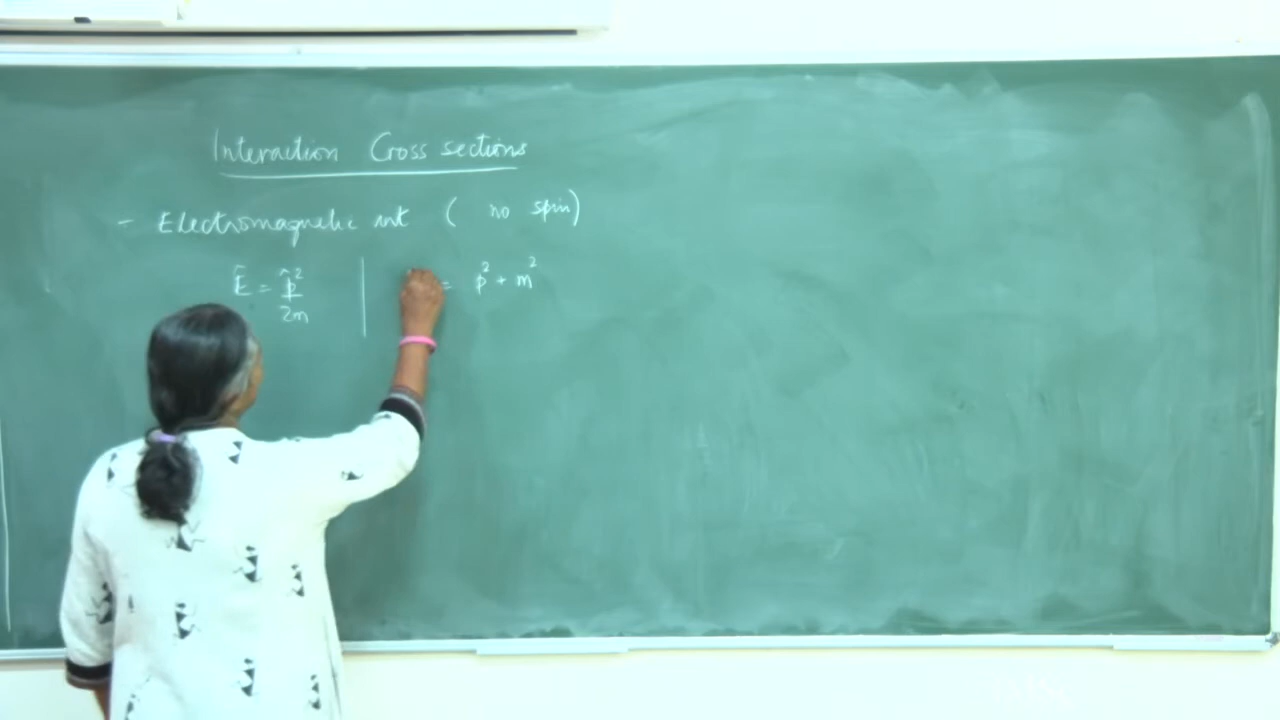 Interaction Cross sections
- Electromagnetic int ( no spin)
E = p²/2m | = p² + m²